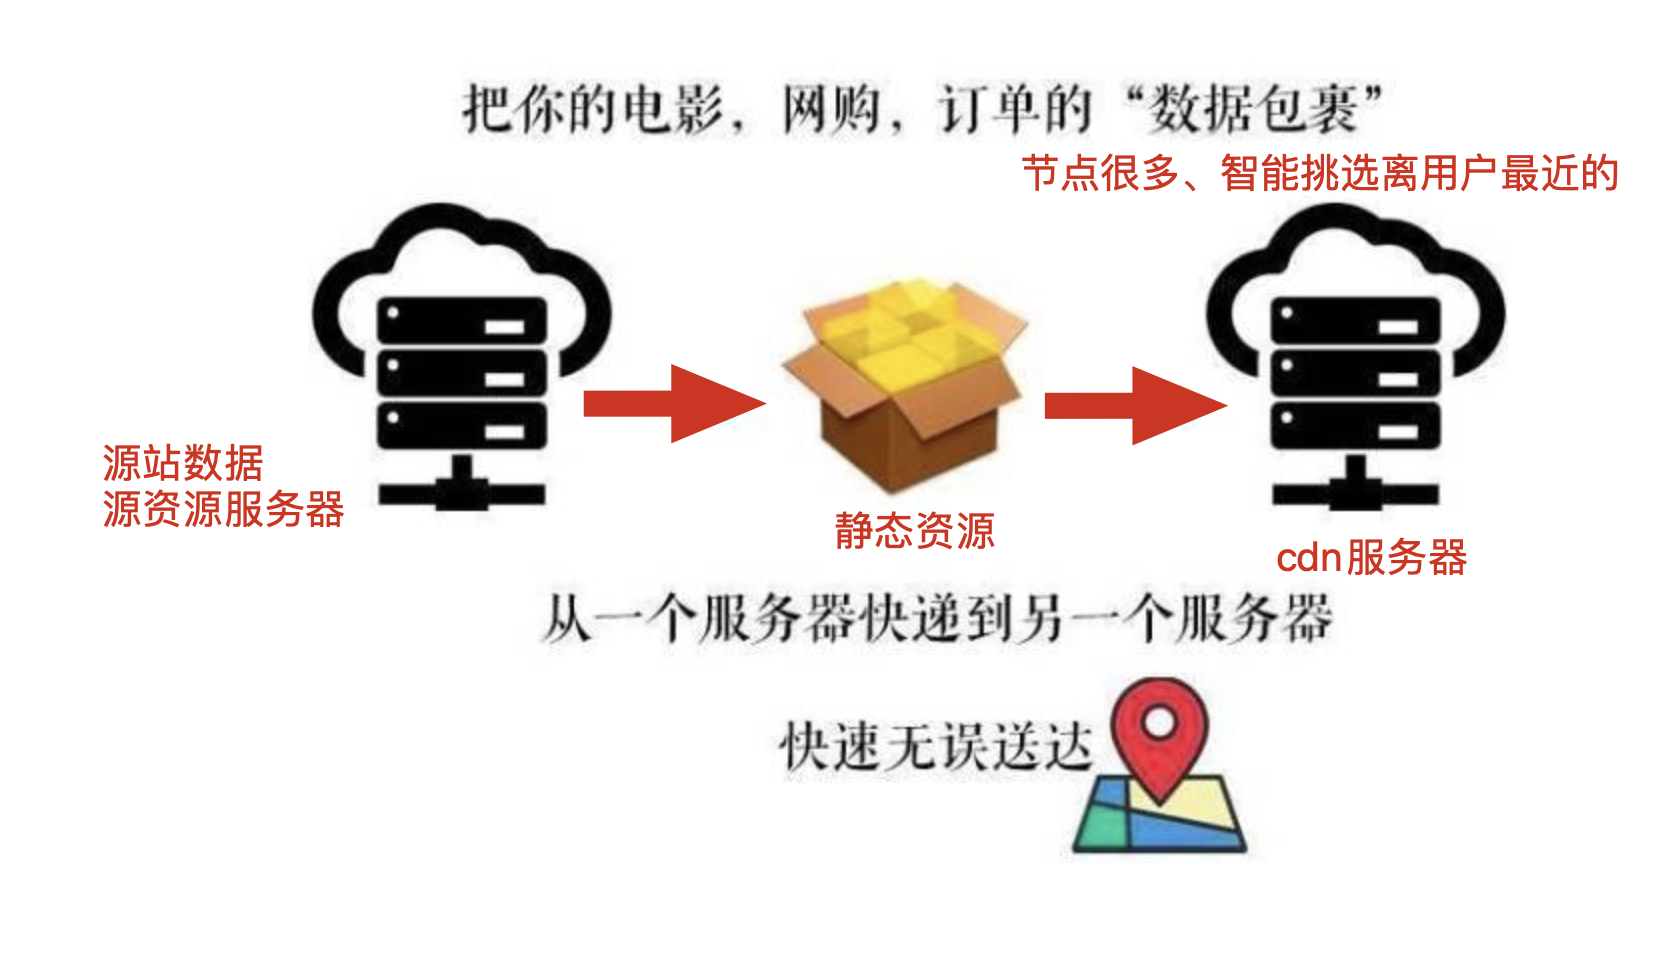 把你的电影，网购，订单的“数据包裹”
节点很多、智能挑选离用户最近的
源站数据
源资源服务器
静态资源
cdn服务器
从一个服务器快递到另一个服务器
快速无误送达